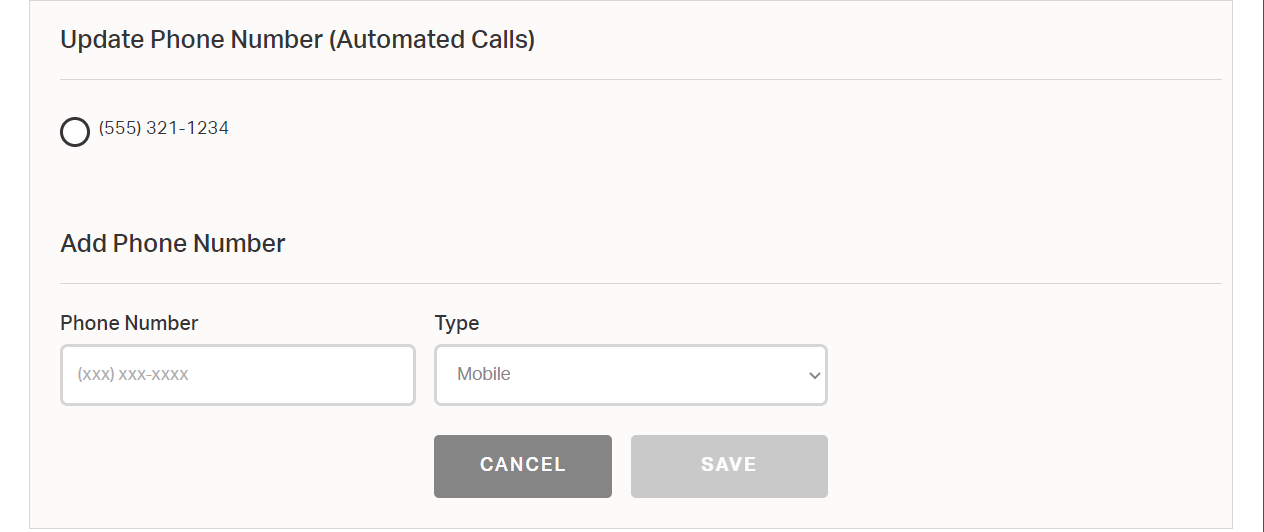 Update Phone Number (Automated Calls)
(555) 321-1234
Add Phone Number
Phone Number Type
(xxx) xxx-xxxx Mobile
CANCEL SAVE